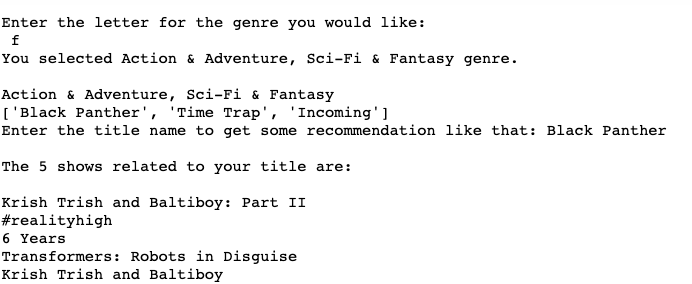 Enter the letter for the genre you would like:
f
You selected Action & Adventure, Sci-Fi & Fantasy genre.
Action & Adventure, Sci-Fi & Fantasy
['Black Panther', 'Time Trap', 'Incoming']
Enter the title name to get some recommendation like that: Black Panther
The 5 shows related to your title are:
Krish Trish and Baltiboy: Part II
#realityhigh
6 Years
Transformers: Robots in Disguise
Krish Trish and Baltiboy